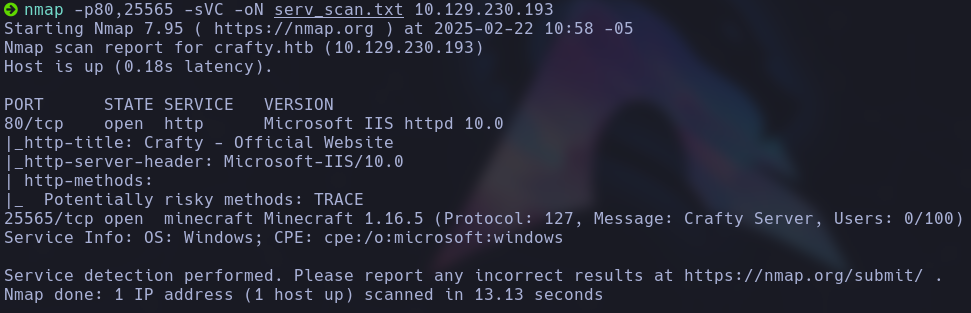 nmap -p80,25565 -sVC -oN serv_scan.txt 10.129.230.193
Starting Nmap 7.95 ( https://nmap.org ) at 2025-02-22 10:58 -05
Nmap scan report for crafty.htb (10.129.230.193)
Host is up (0.18s latency).
PORT      STATE SERVICE   VERSION
80/tcp    open  http      Microsoft IIS httpd 10.0
|_http-title: Crafty - Official Website
|_http-server-header: Microsoft-IIS/10.0
| http-methods:
|_  Potentially risky methods: TRACE
25565/tcp open  minecraft Minecraft 1.16.5 (Protocol: 127, Message: Crafty Server, Users: 0/100)
Service Info: OS: Windows; CPE: cpe:/o:microsoft:windows
Service detection performed. Please report any incorrect results at https://nmap.org/submit/ .
Nmap done: 1 IP address (1 host up) scanned in 13.13 seconds